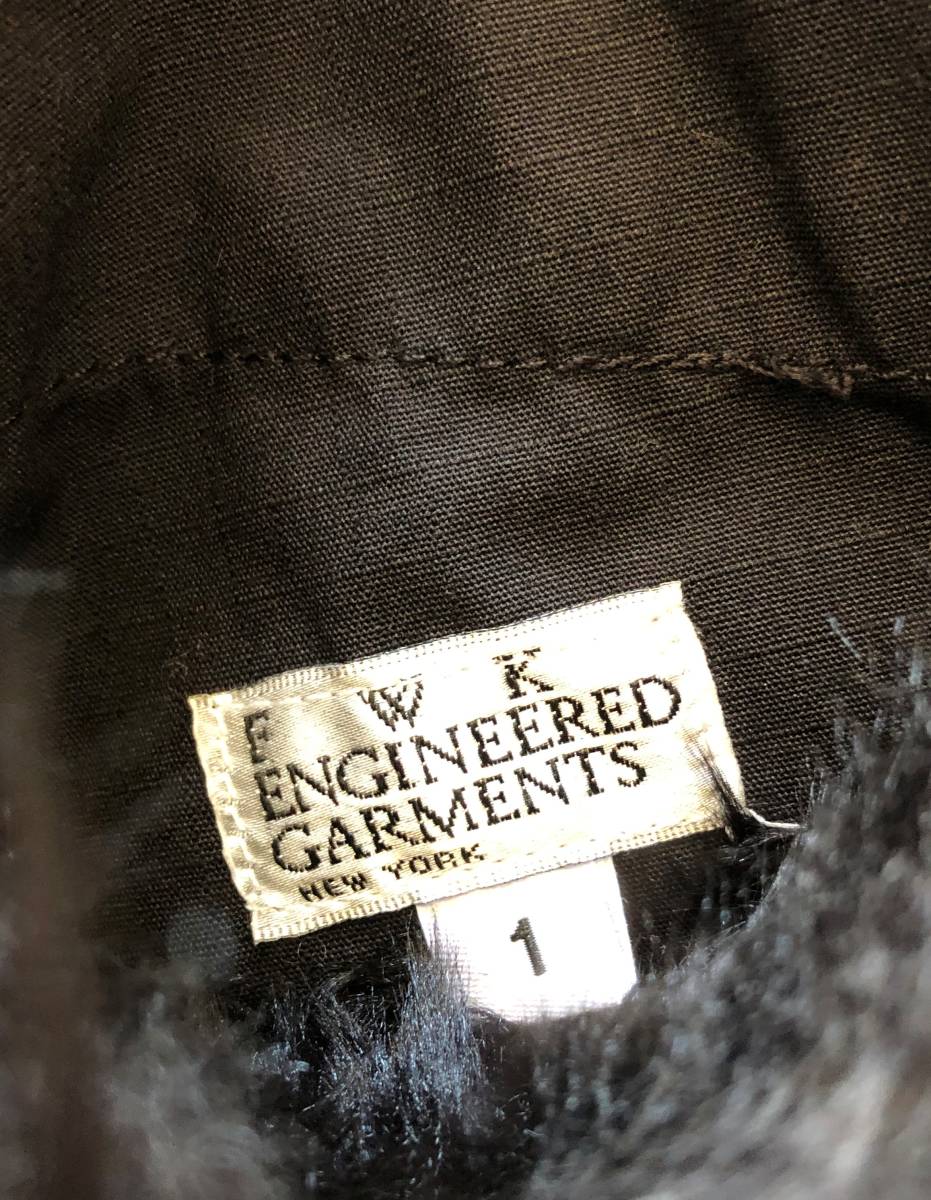 F W K
ENGINEERED
GARMENTS
NEW YORK
1